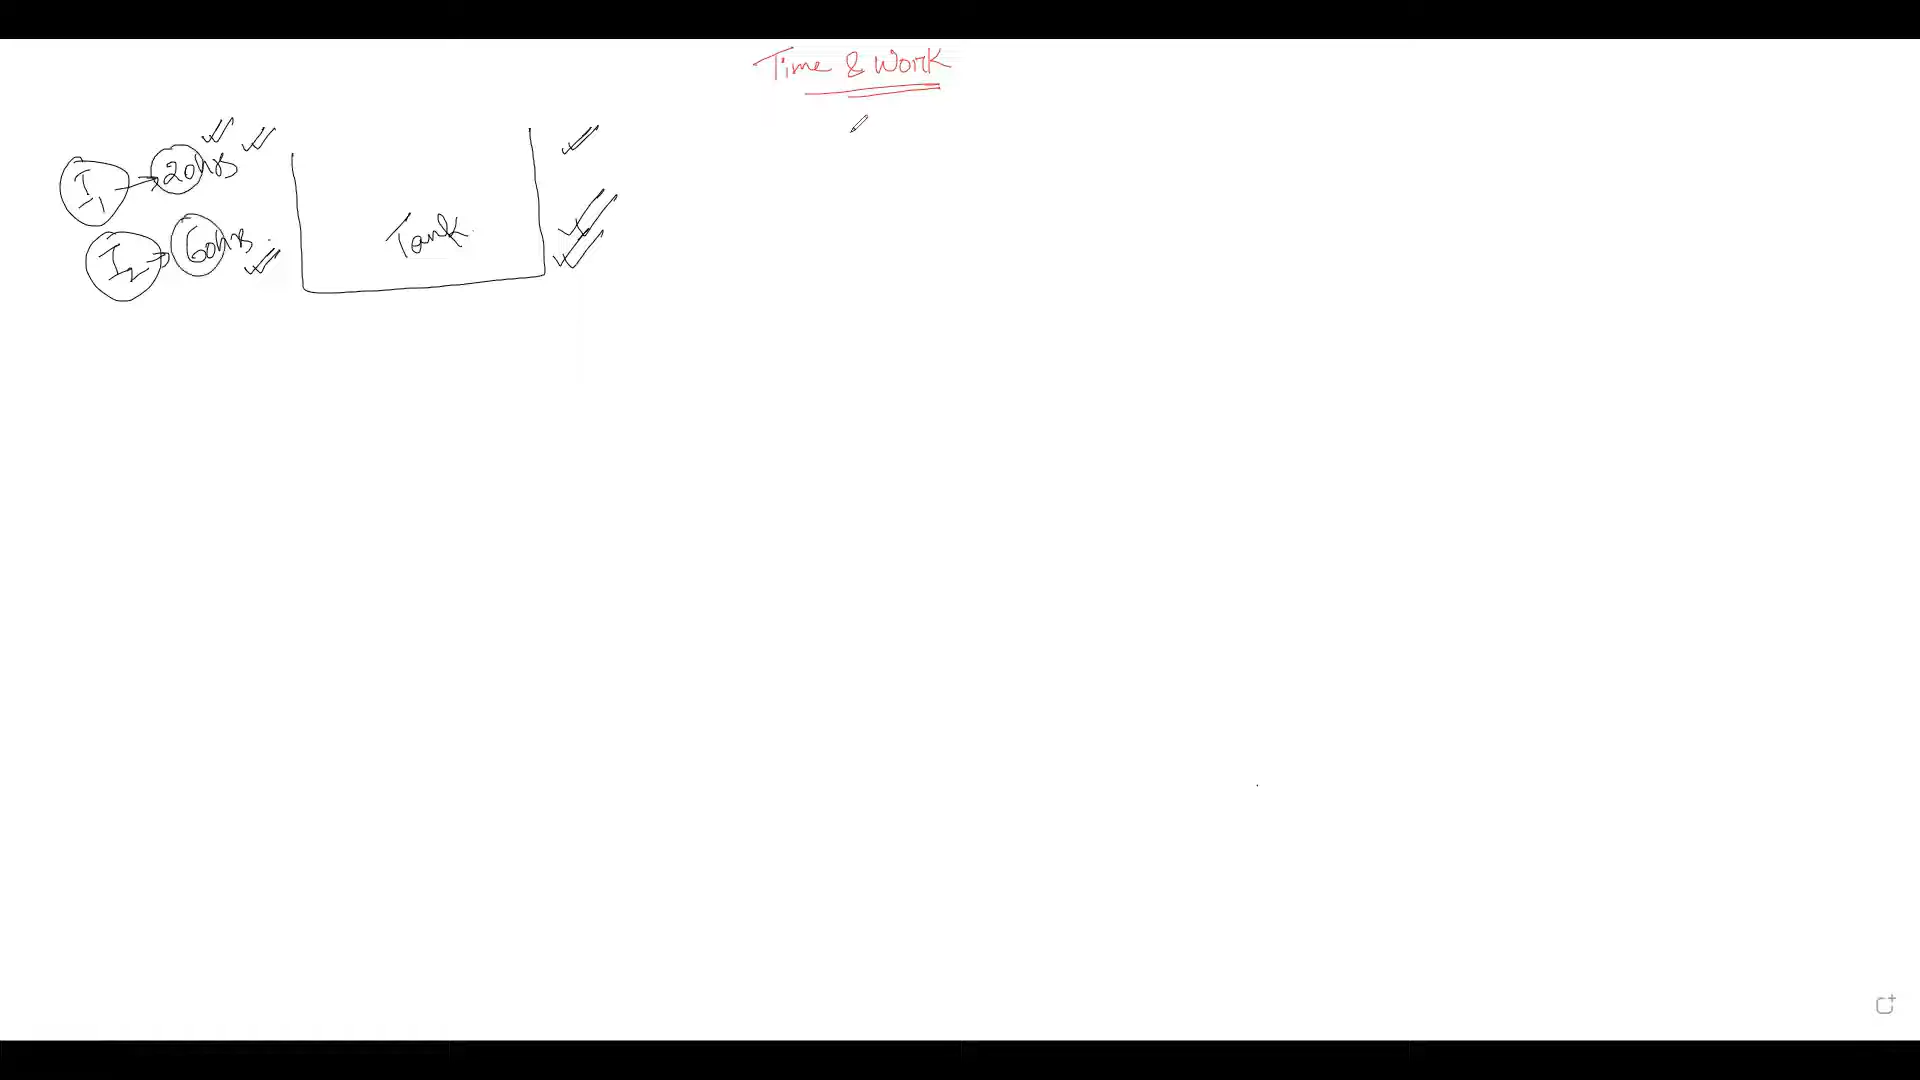 Time & Work
I1 → 20hrs
I2 → 60hrs.
Tank